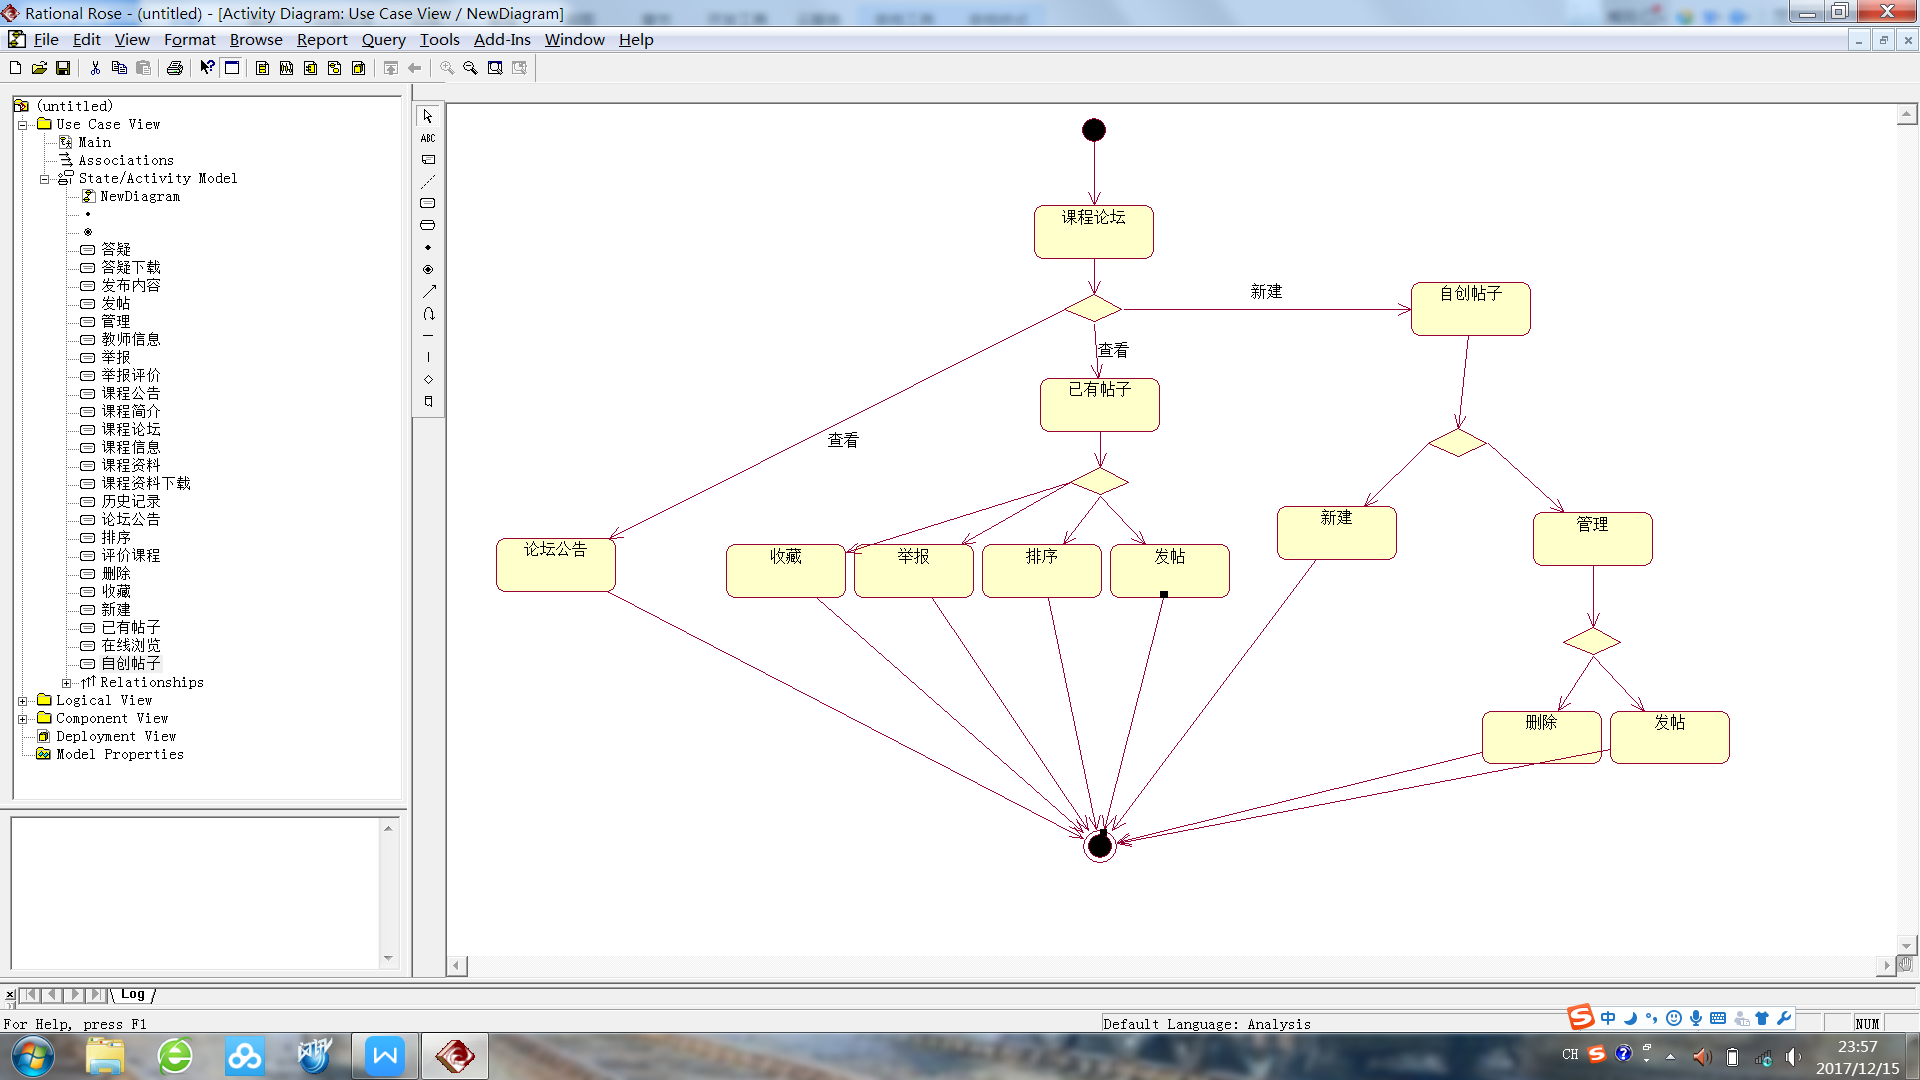 Rational Rose - (untitled) - [Activity Diagram: Use Case View / NewDiagram]
File Edit View Format Browse Report Query Tools Add-Ins Window Help
(untitled)
Use Case View
Main
Associations
State/Activity Model
NewDiagram
答疑
答疑下载
发布内容
发帖
管理
教师信息
举报
举报评价
课程公告
课程简介
课程论坛
课程信息
课程资料
课程资料下载
历史记录
论坛公告
排序
评价课程
删除
收藏
新建
已有帖子
在线浏览
自创帖子
Relationships
Logical View
Component View
Deployment View
Model Properties
ABC
课程论坛
新建
自创帖子
查看
已有帖子
查看
论坛公告
收藏
举报
排序
发帖
新建
管理
删除
发帖
Log
For Help, press F1
Default Language: Analysis
NUM
中
CH
23:57
2017/12/15